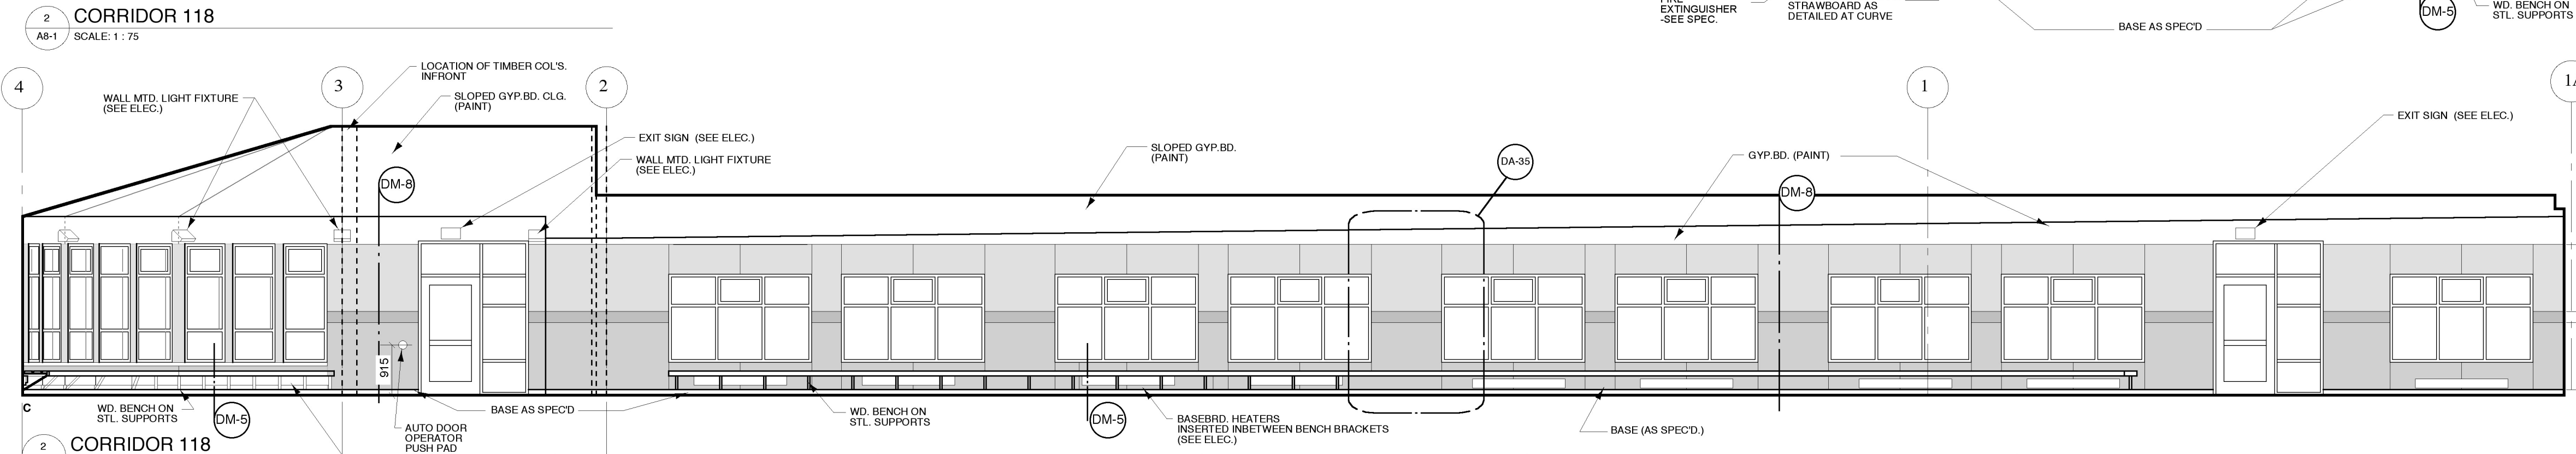 2
CORRIDOR 118
A8-1
SCALE: 1 : 75
EXTINGUISHER
-SEE SPEC.
STRAWBOARD AS
DETAILED AT CURVE
BASE AS SPEC'D
DM-5
WD. BENCH ON
STL. SUPPORTS
4
3
2
1
WALL MTD. LIGHT FIXTURE
(SEE ELEC.)
LOCATION OF TIMBER COL'S.
INFRONT
SLOPED GYP.BD. CLG.
(PAINT)
EXIT SIGN (SEE ELEC.)
WALL MTD. LIGHT FIXTURE
(SEE ELEC.)
SLOPED GYP.BD.
(PAINT)
DA-35
GYP.BD. (PAINT)
EXIT SIGN (SEE ELEC.)
DM-8
DM-8
915
C
WD. BENCH ON
STL. SUPPORTS
DM-5
BASE AS SPEC'D
AUTO DOOR
OPERATOR
PUSH PAD
WD. BENCH ON
STL. SUPPORTS
DM-5
BASEBRD. HEATERS
INSERTED INBETWEEN BENCH BRACKETS
(SEE ELEC.)
BASE (AS SPEC'D.)
2
CORRIDOR 118